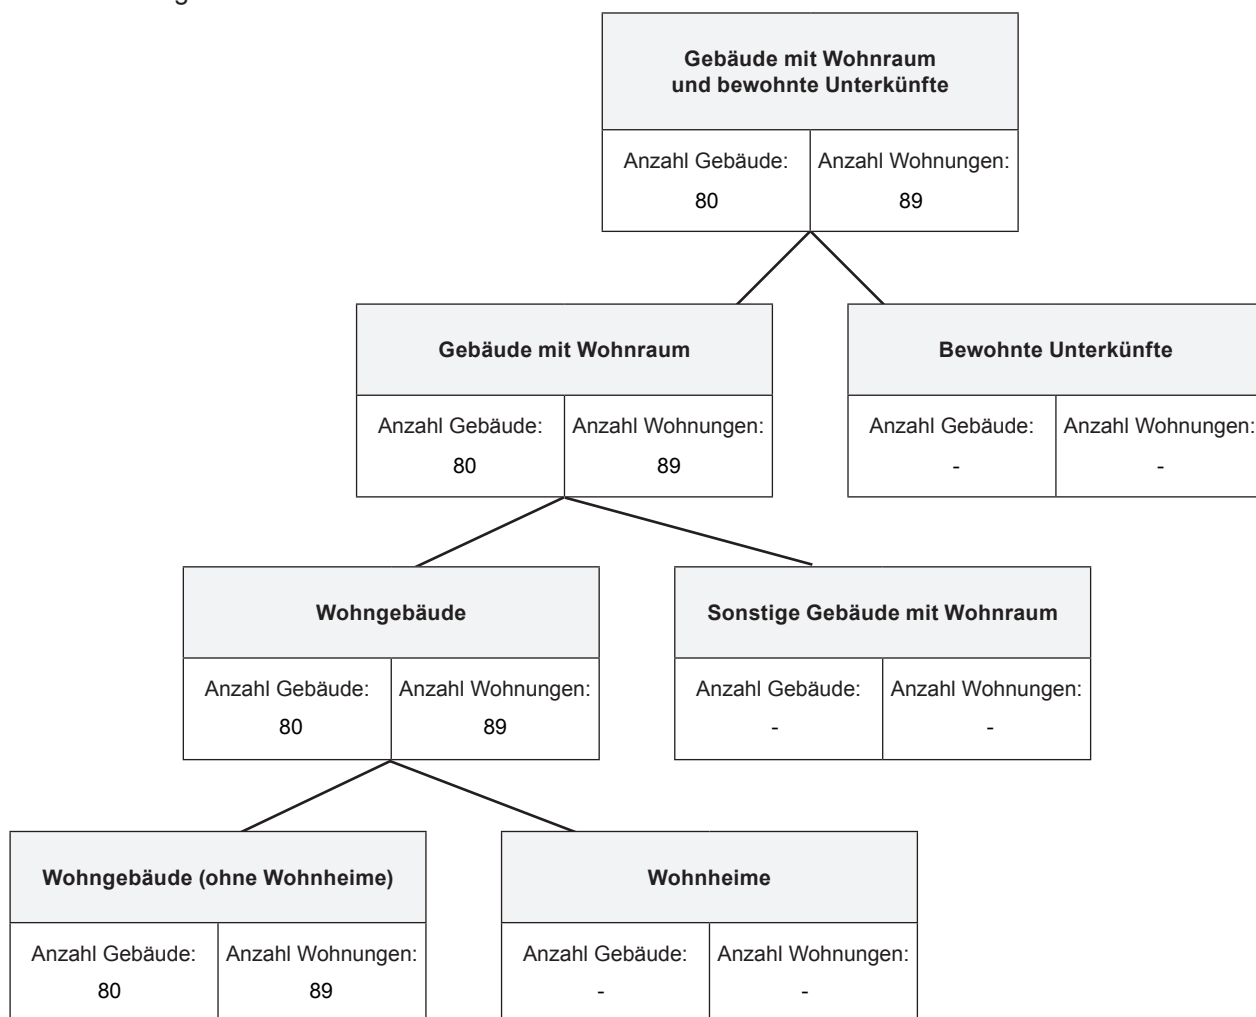 Gebäude mit Wohnraum
und bewohnte Unterkünfte
Anzahl Gebäude: Anzahl Wohnungen:
80 89
Gebäude mit Wohnraum
Bewohnte Unterkünfte
Anzahl Gebäude: Anzahl Wohnungen:
80 89
Anzahl Gebäude: Anzahl Wohnungen:
- -
Wohngebäude
Sonstige Gebäude mit Wohnraum
Anzahl Gebäude: Anzahl Wohnungen:
80 89
Anzahl Gebäude: Anzahl Wohnungen:
- -
Wohngebäude (ohne Wohnheime)
Wohnheime
Anzahl Gebäude: Anzahl Wohnungen:
80 89
Anzahl Gebäude: Anzahl Wohnungen:
- -